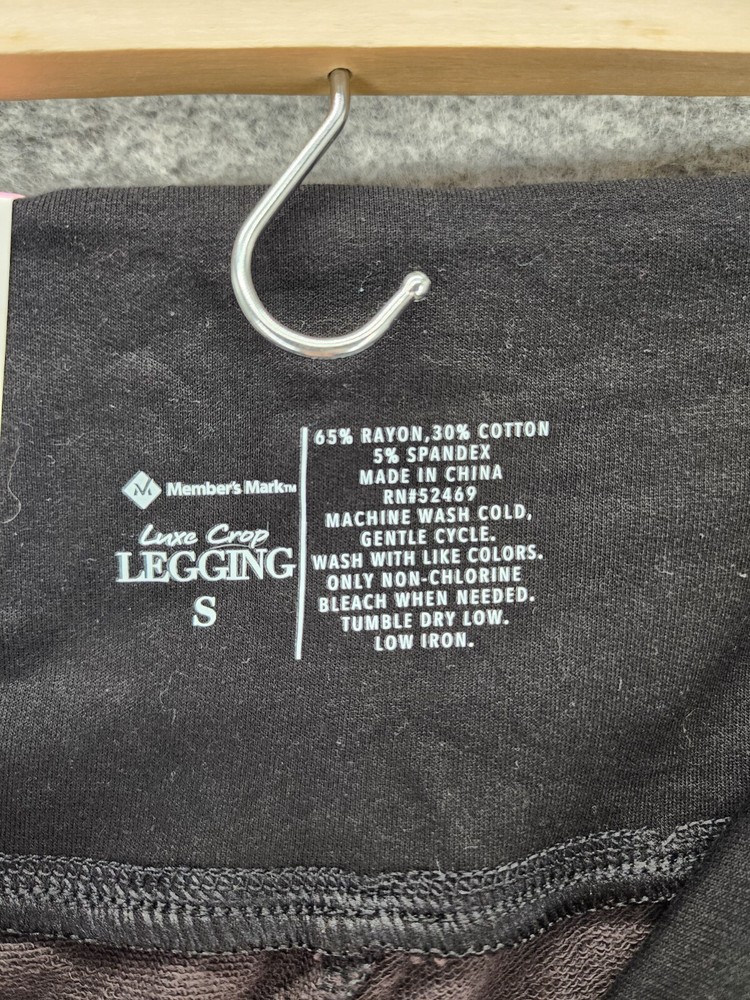 Member's Mark™
Luxe Crop
LEGGING
S
65% RAYON,30% COTTON
5% SPANDEX
MADE IN CHINA
RN#52469
MACHINE WASH COLD,
GENTLE CYCLE.
WASH WITH LIKE COLORS.
ONLY NON-CHLORINE
BLEACH WHEN NEEDED.
TUMBLE DRY LOW.
LOW IRON.